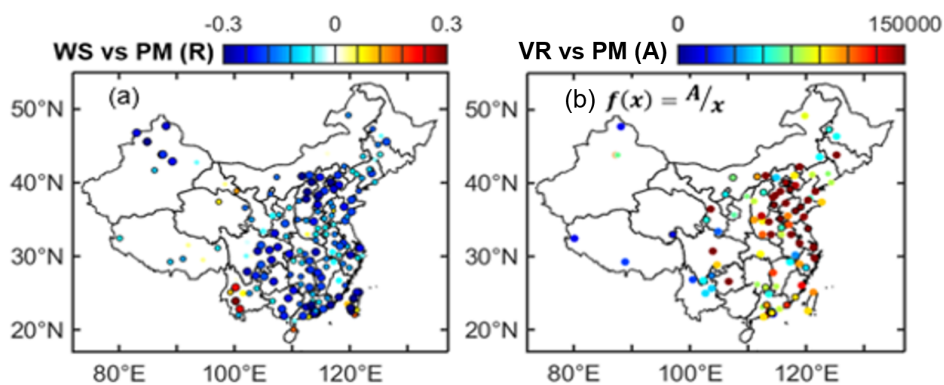 -0.3 0 0.3
WS vs PM (R)
(a)
50°N
40°N
30°N
20°N
80°E 100°E 120°E
0 150000
VR vs PM (A)
(b) f(x) = A/x
50°N
40°N
30°N
20°N
80°E 100°E 120°E